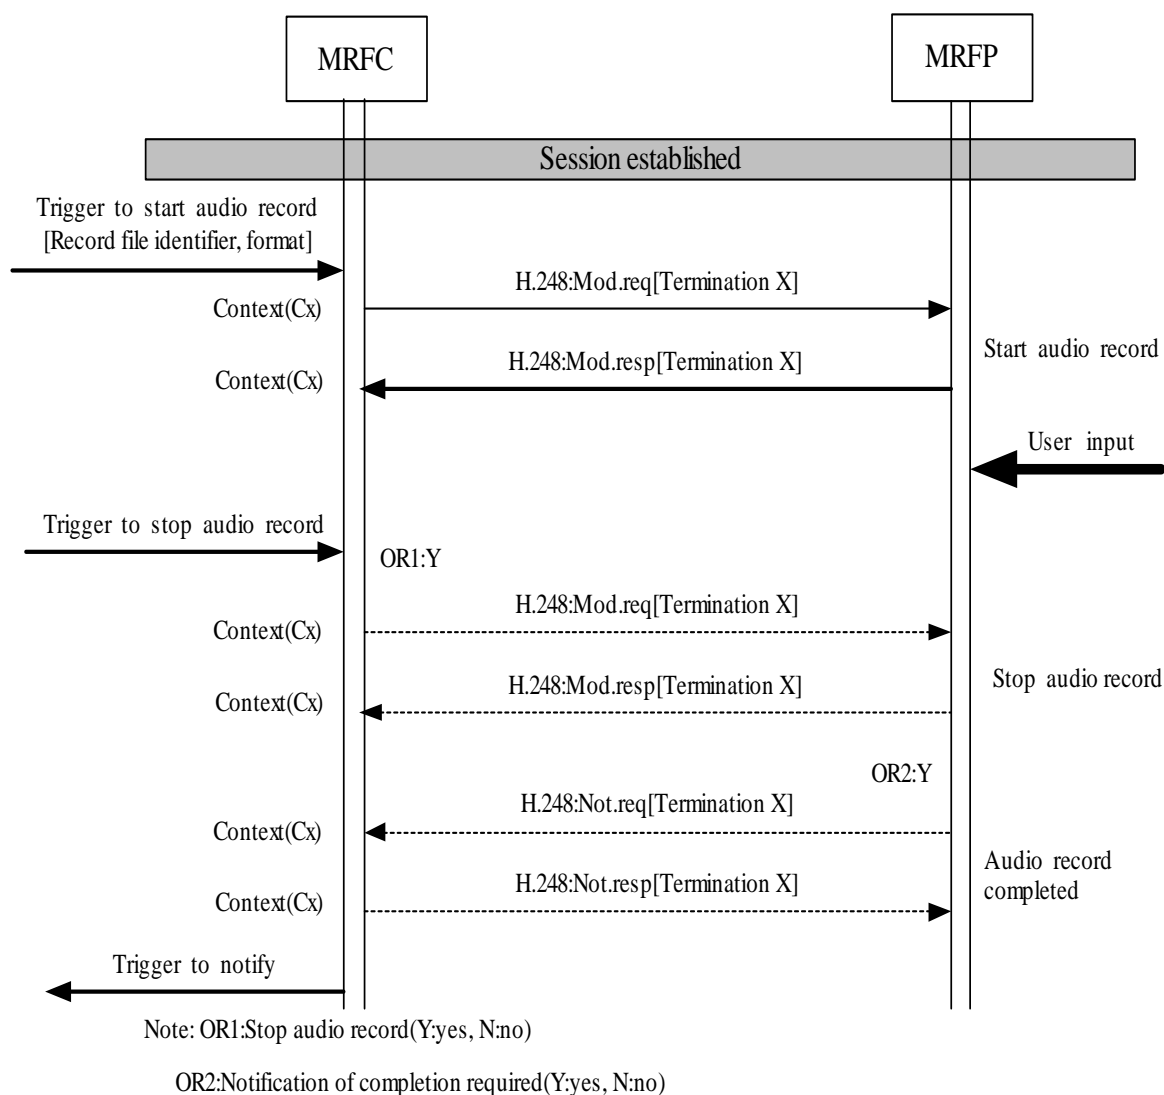 MRFC
MRFP
Session established
Trigger to start audio record
[Record file identifier, format]
H.248:Mod.req[Termination X]
Context(Cx)
Start audio record
H.248:Mod.resp[Termination X]
Context(Cx)
User input
Trigger to stop audio record
OR1:Y
H.248:Mod.req[Termination X]
Context(Cx)
H.248:Mod.resp[Termination X]
Stop audio record
Context(Cx)
OR2:Y
H.248:Not.req[Termination X]
Context(Cx)
Audio record
completed
H.248:Not.resp[Termination X]
Context(Cx)
Trigger to notify
Note: OR1:Stop audio record(Y:yes, N:no)
OR2:Notification of completion required(Y:yes, N:no)